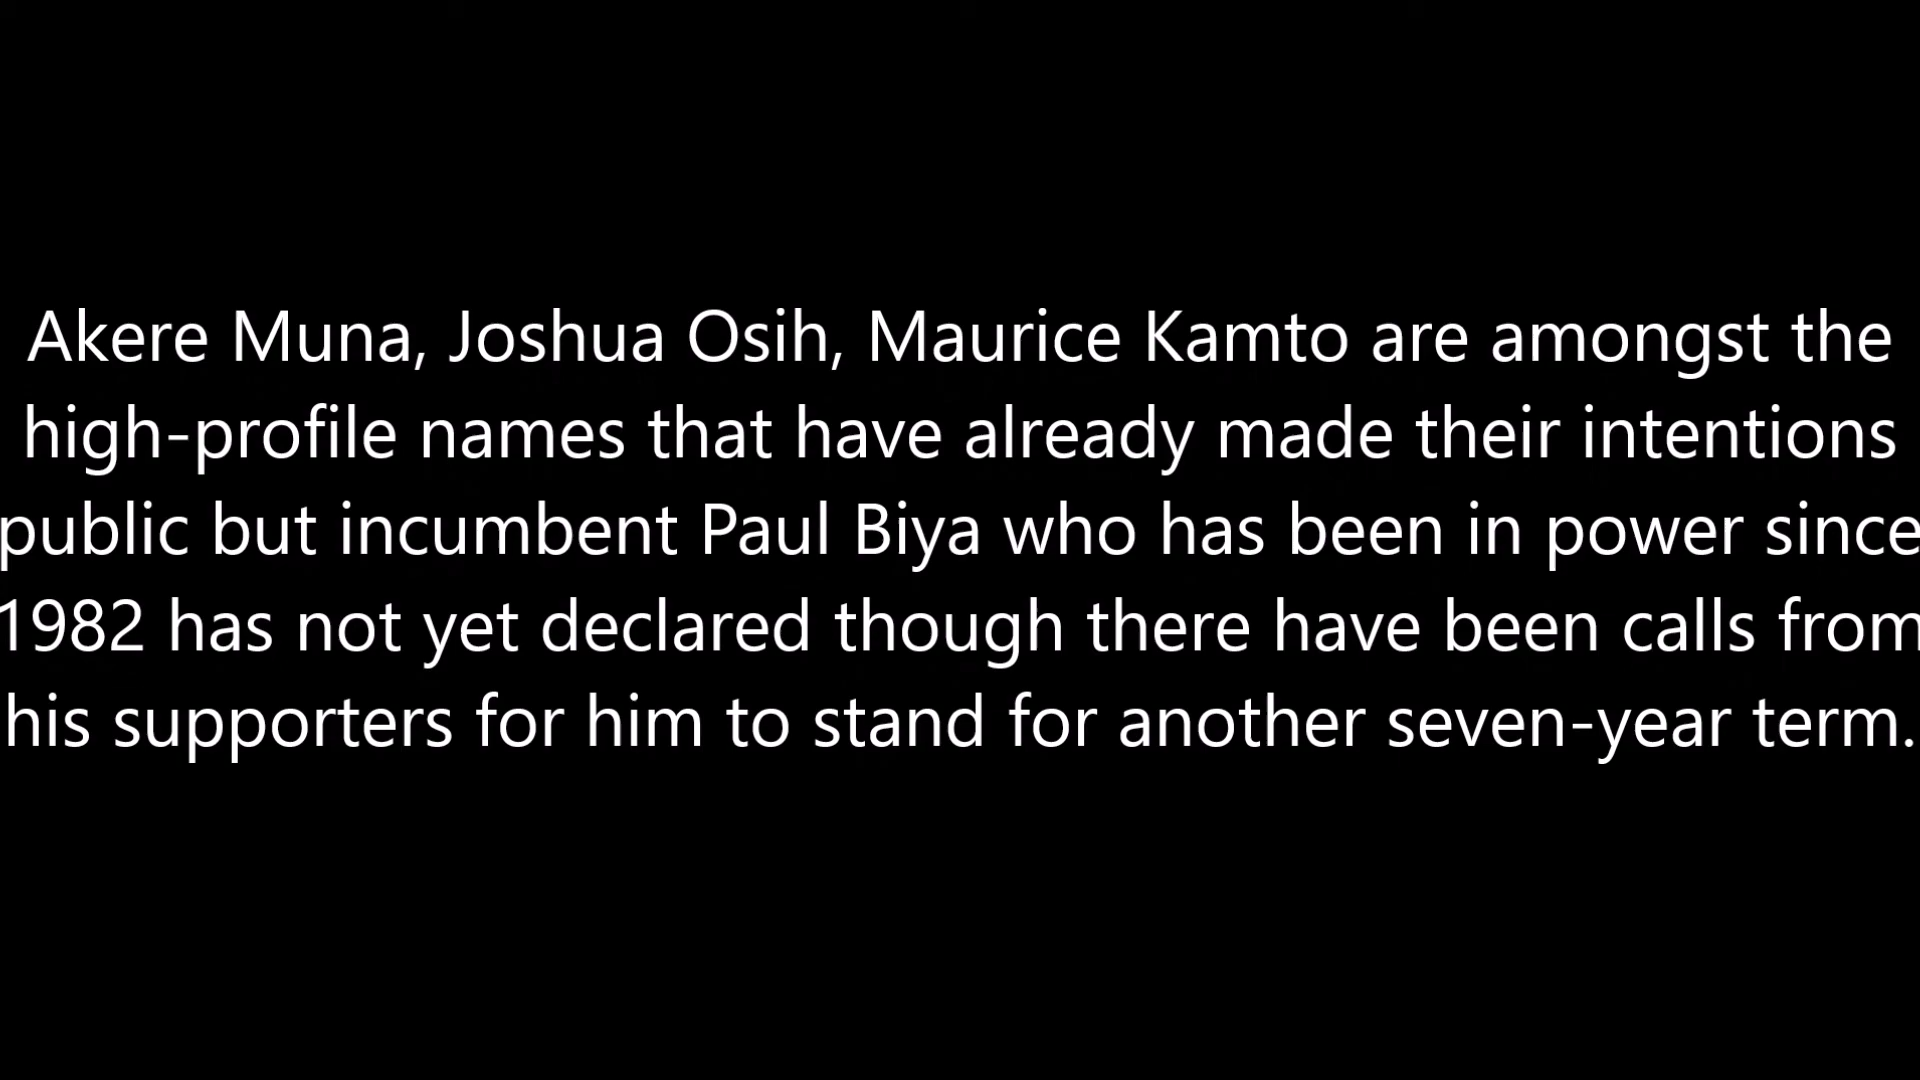 Akere Muna, Joshua Osih, Maurice Kamto are amongst the
high-profile names that have already made their intentions
public but incumbent Paul Biya who has been in power since
1982 has not yet declared though there have been calls from
his supporters for him to stand for another seven-year term.